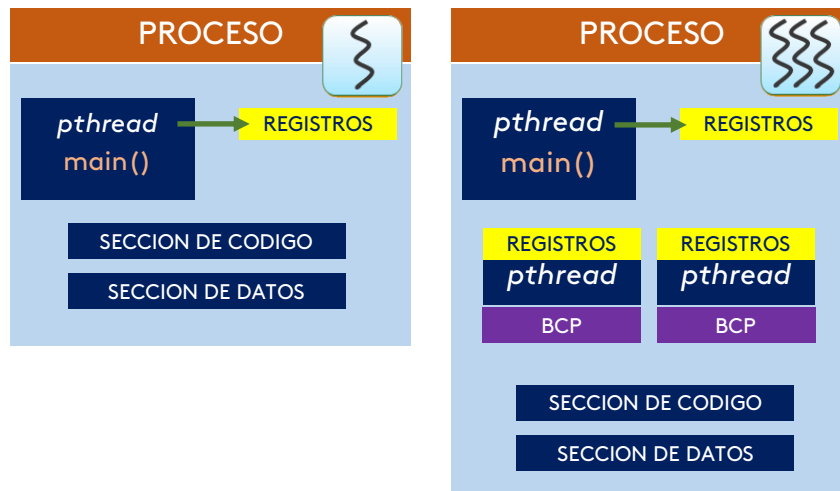 PROCESO
pthread
REGISTROS
main()
SECCION DE CODIGO
SECCION DE DATOS
PROCESO
pthread
REGISTROS
main()
REGISTROS
REGISTROS
pthread
pthread
BCP
BCP
SECCION DE CODIGO
SECCION DE DATOS